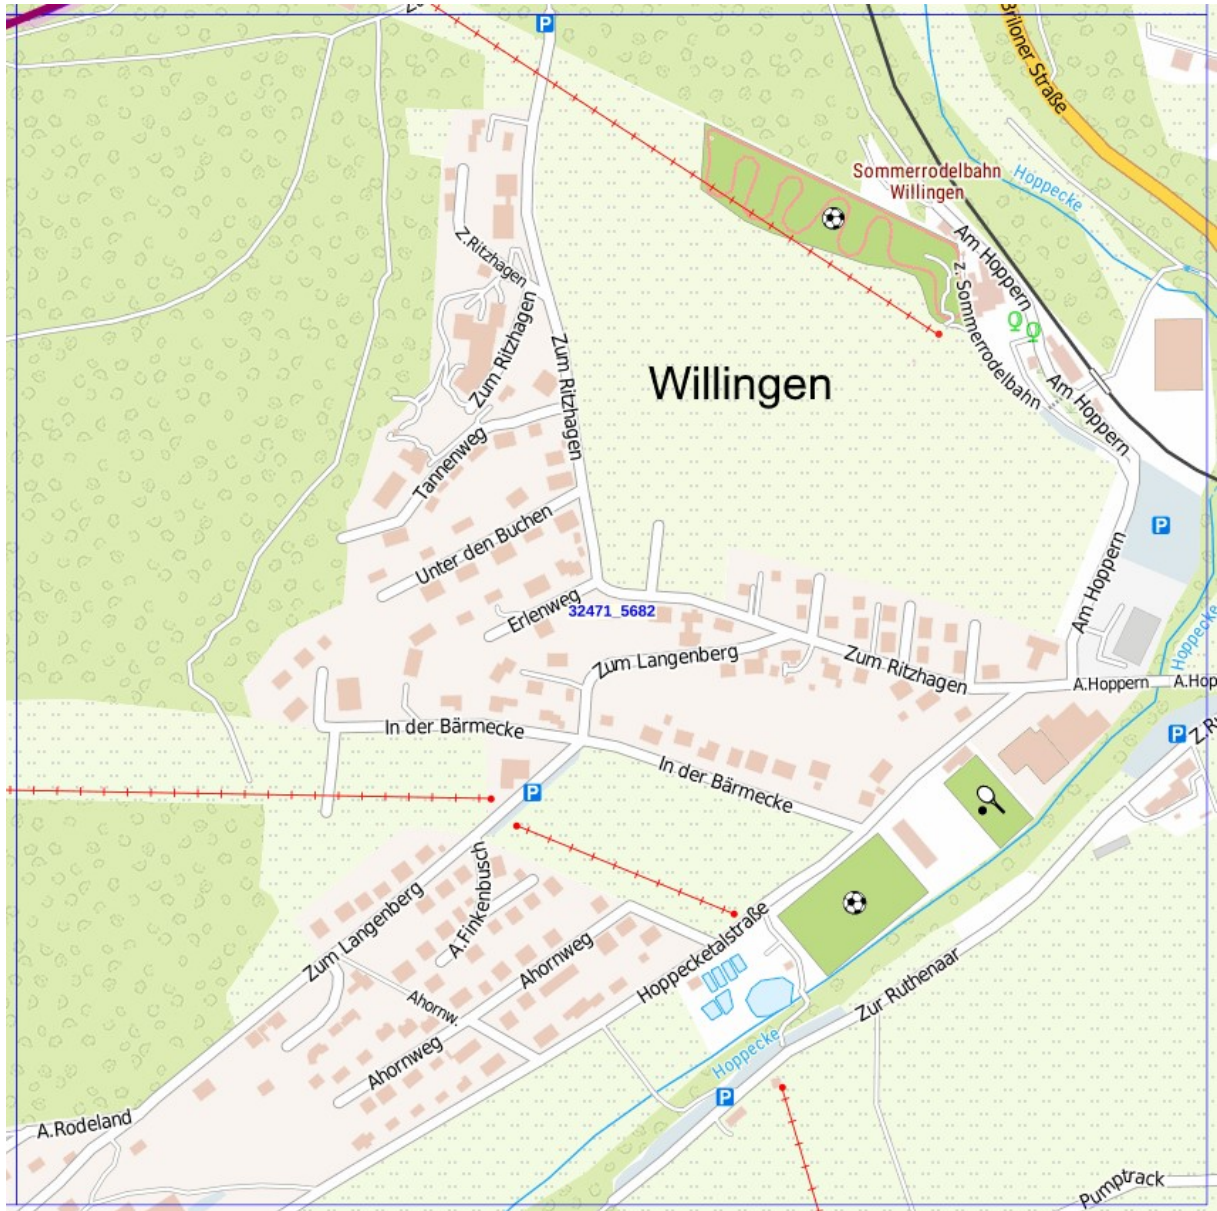 P
Briloner Straße
Sommerrodelbahn
Willingen
Hoppecke
Am Hoppern
Z.Ritzhagen
z. Sommerrodelbahn
Zum Ritzhagen
Zum Ritzhagen
Willingen
Am Hoppern
Tannenweg
P
Unter den Buchen
Am Hoppern
Erlenweg
32471_5682
Hoppecke
Zum Langenberg
Zum Ritzhagen
A.Hoppern
A.Hop
In der Bärmecke
P
Z.Ru
In der Bärmecke
P
A.Finkenbusch
Zum Langenberg
Hoppecketalstraße
Ahornweg
Zur Ruthenaar
Ahornw.
Ahornweg
Hoppecke
P
A.Rodeland
Pumptrack